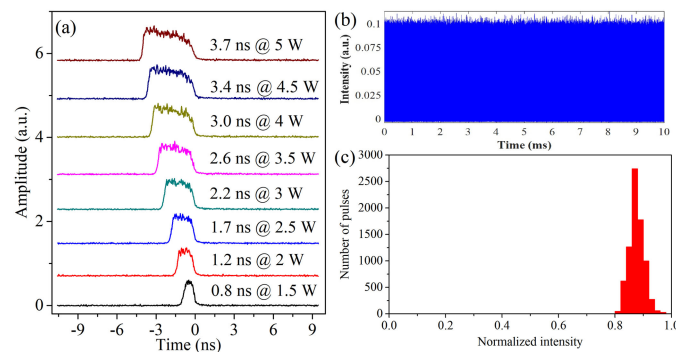 (a)
Amplitude (a.u.)
6
4
2
0
3.7 ns @ 5 W
3.4 ns @ 4.5 W
3.0 ns @ 4 W
2.6 ns @ 3.5 W
2.2 ns @ 3 W
1.7 ns @ 2.5 W
1.2 ns @ 2 W
0.8 ns @ 1.5 W
-9 -6 -3 0 3 6 9
Time (ns)
(b)
Intensity (a.u.)
0.1
0.075
0.05
0.025
0
0 1 2 3 4 5 6 7 8 9 10
Time (ms)
(c)
Number of pulses
3000
2500
2000
1500
1000
500
0
0.0 0.2 0.4 0.6 0.8 1.0
Normalized intensity